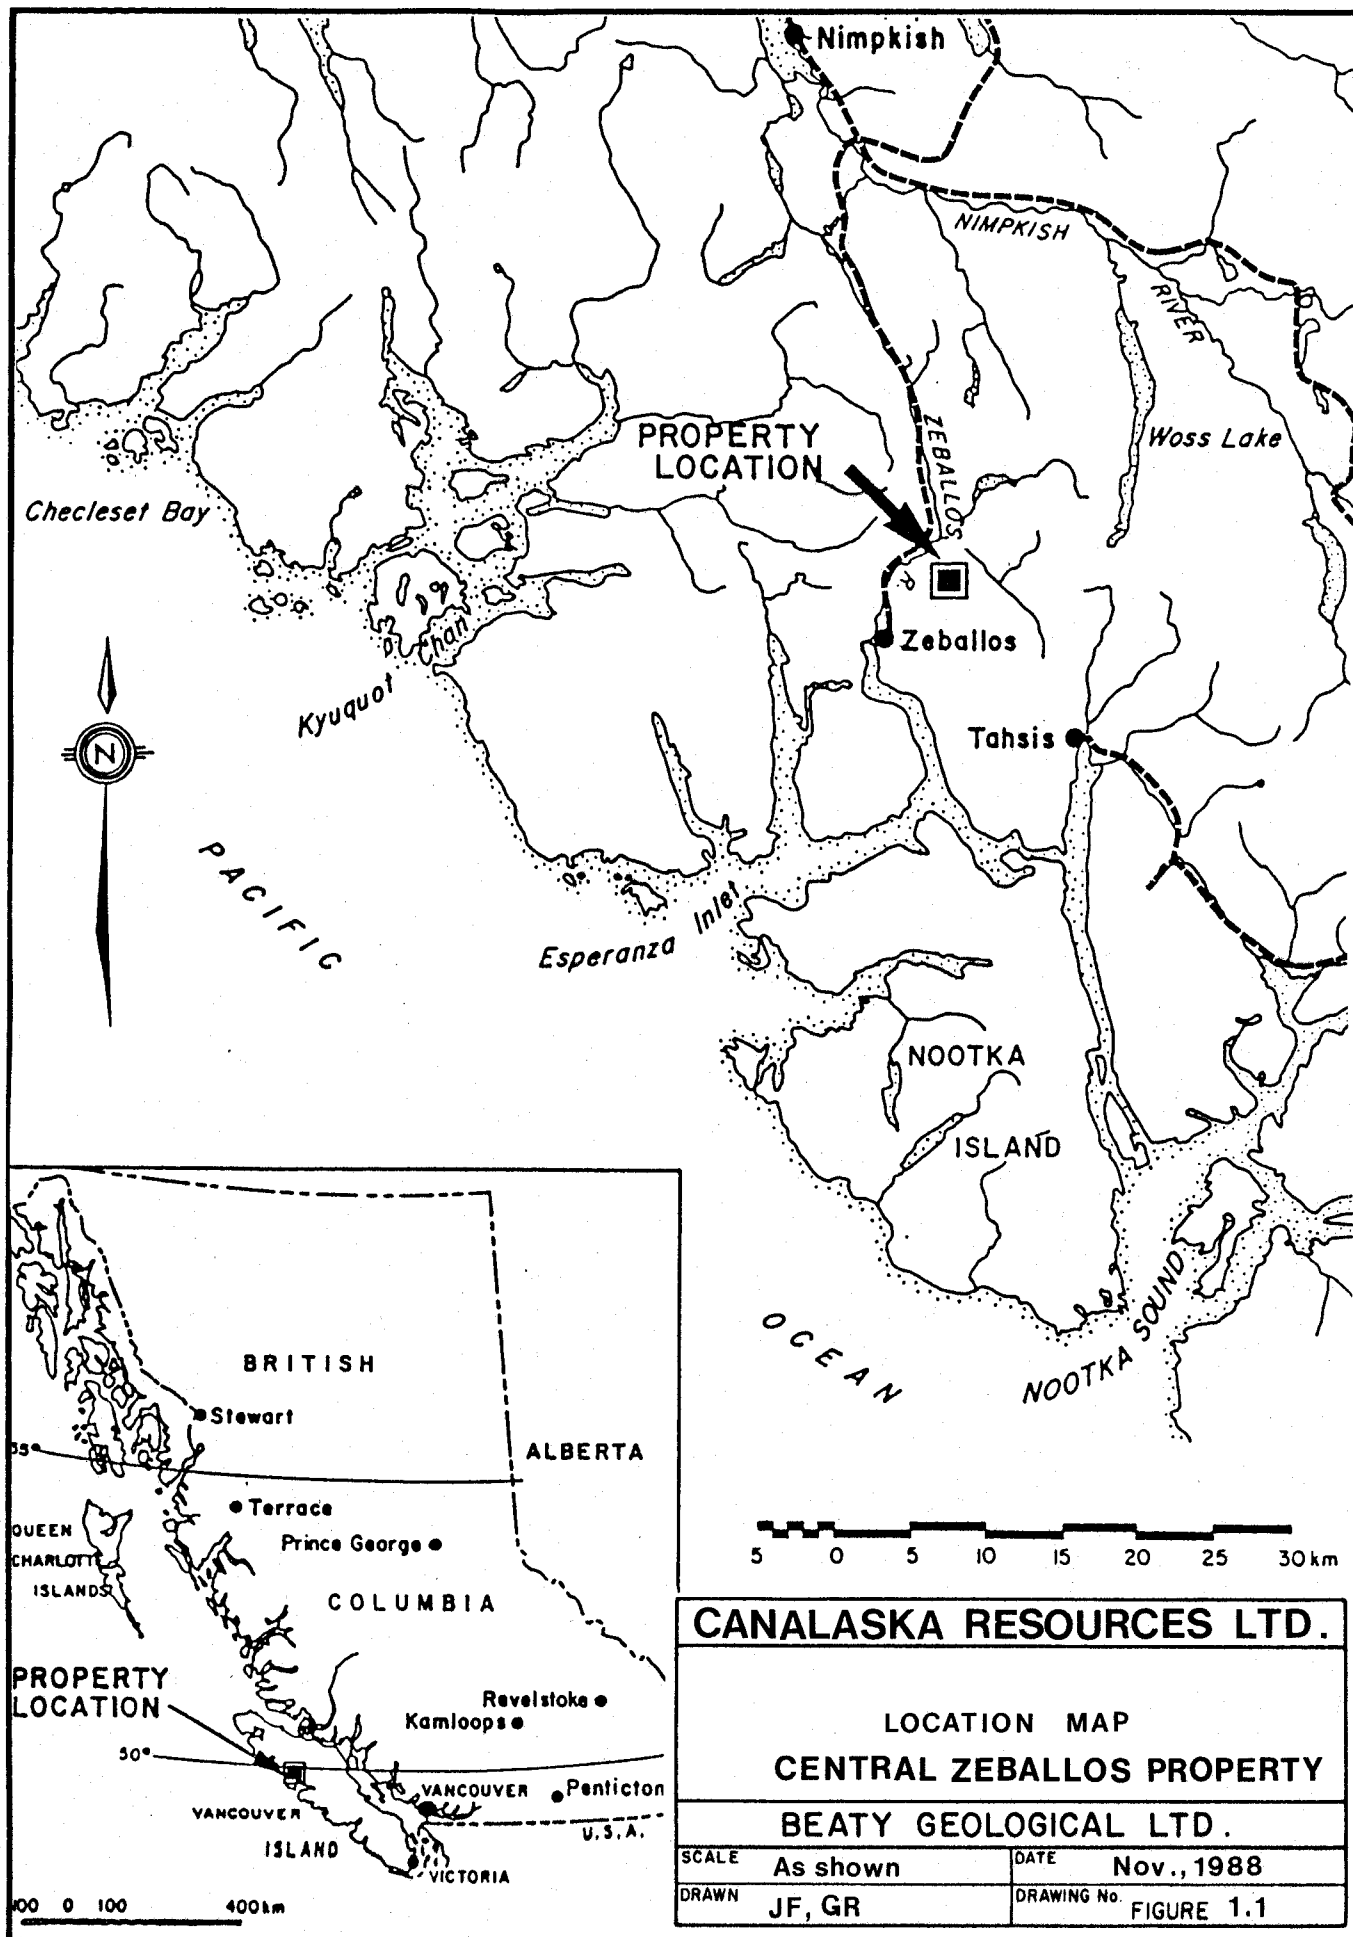 Nimpkish
NIMPKISH
RIVER
ZEBALLOS
R.
PROPERTY
LOCATION
Woss Lake
Checleset Bay
Zeballos
Kyuquot Chan
Tahsis
N
PACIFIC
Esperanza Inlet
NOOTKA
ISLAND
OCEAN
NOOTKA SOUND
BRITISH
Stewart
55°
ALBERTA
Terrace
QUEEN
CHARLOTTE
ISLANDS
Prince George
COLUMBIA
PROPERTY
LOCATION
Revelstoke
Kamloops
50°
VANCOUVER
Penticton
VANCOUVER
ISLAND
U.S.A.
VICTORIA
100 0 100 400km
5 0 5 10 15 20 25 30 km
CANALASKA RESOURCES LTD.
LOCATION MAP
CENTRAL ZEBALLOS PROPERTY
BEATY GEOLOGICAL LTD.
SCALE As shown
DATE Nov., 1988
DRAWN JF, GR
DRAWING No. FIGURE 1.1